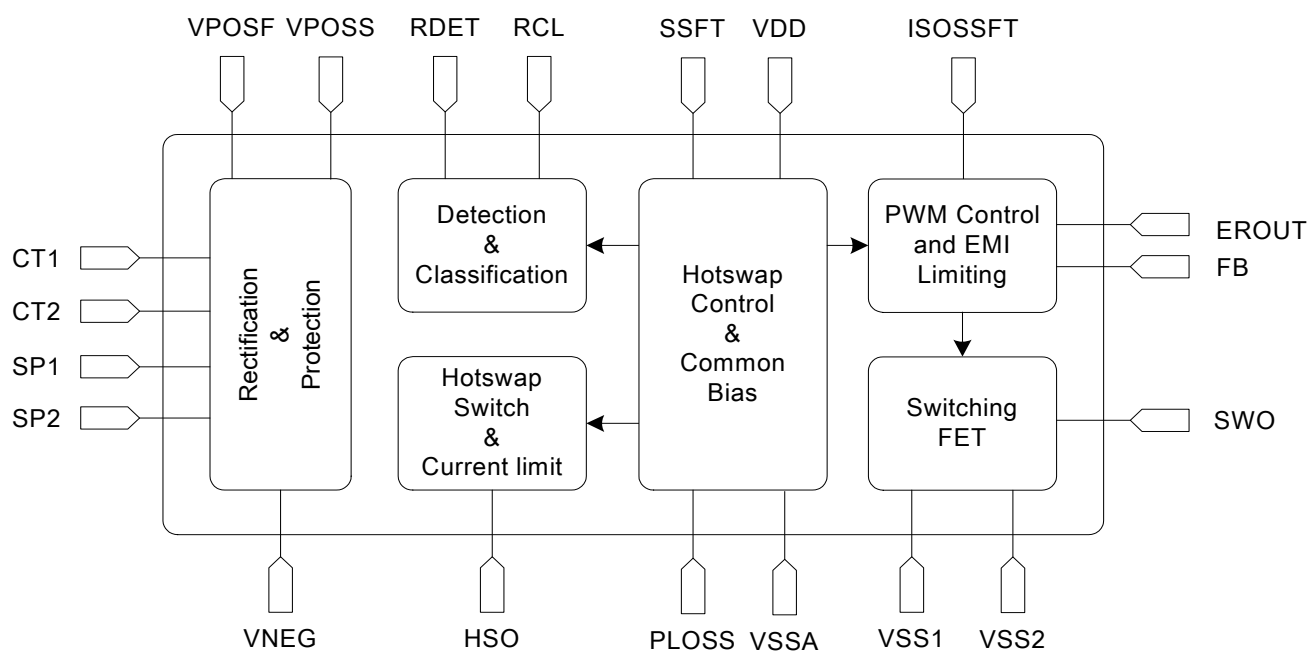 VPOSF VPOSS RDET RCL SSFT VDD ISOSSFT
CT1
CT2
SP1
SP2
Rectification
&
Protection
Detection
&
Classification
Hotswap
Switch
&
Current limit
Hotswap
Control
&
Common
Bias
PWM Control
and EMI
Limiting
Switching
FET
EROUT
FB
SWO
VNEG HSO PLOSS VSSA VSS1 VSS2